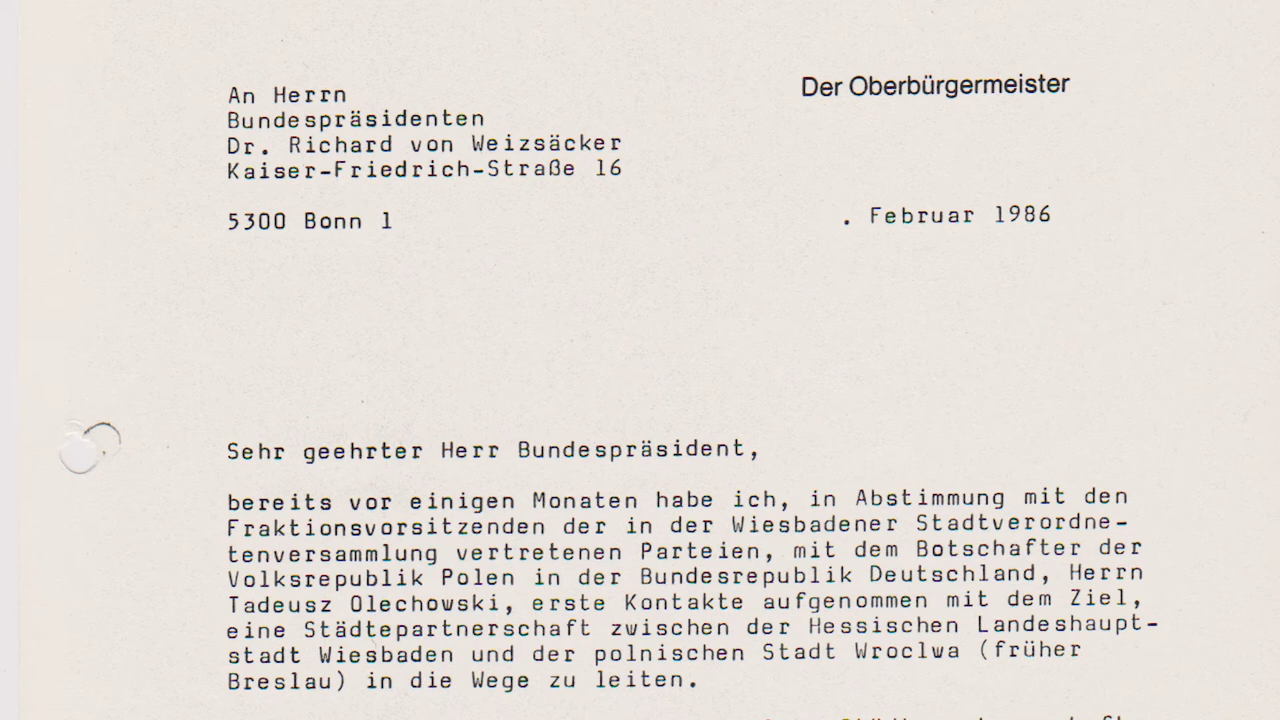 Der Oberbürgermeister
An Herrn
Bundespräsidenten
Dr. Richard von Weizsäcker
Kaiser-Friedrich-Straße 16
5300 Bonn 1
. Februar 1986
Sehr geehrter Herr Bundespräsident,
bereits vor einigen Monaten habe ich, in Abstimmung mit den
Fraktionsvorsitzenden der in der Wiesbadener Stadtverordne-
tenversammlung vertretenen Parteien, mit dem Botschafter der
Volksrepublik Polen in der Bundesrepublik Deutschland, Herrn
Tadeusz Olechowski, erste Kontakte aufgenommen mit dem Ziel,
eine Städtepartnerschaft zwischen der Hessischen Landeshaupt-
stadt Wiesbaden und der polnischen Stadt Wroclwa (früher
Breslau) in die Wege zu leiten.